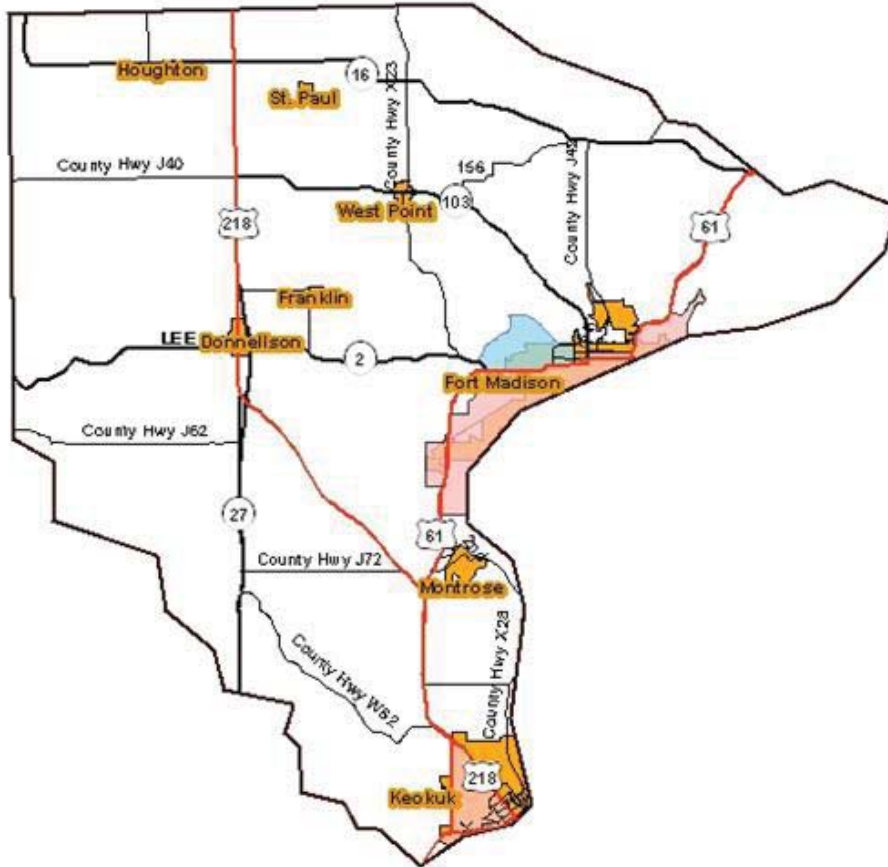 Houghton
16
St. Paul
County Hwy X23
County Hwy J40
156
County Hwy J42
West Point
103
218
61
Franklin
LEE
Donnellson
2
Fort Madison
County Hwy J62
27
61
County Hwy J72
Montrose
County Hwy X28
County Hwy W62
218
Keokuk